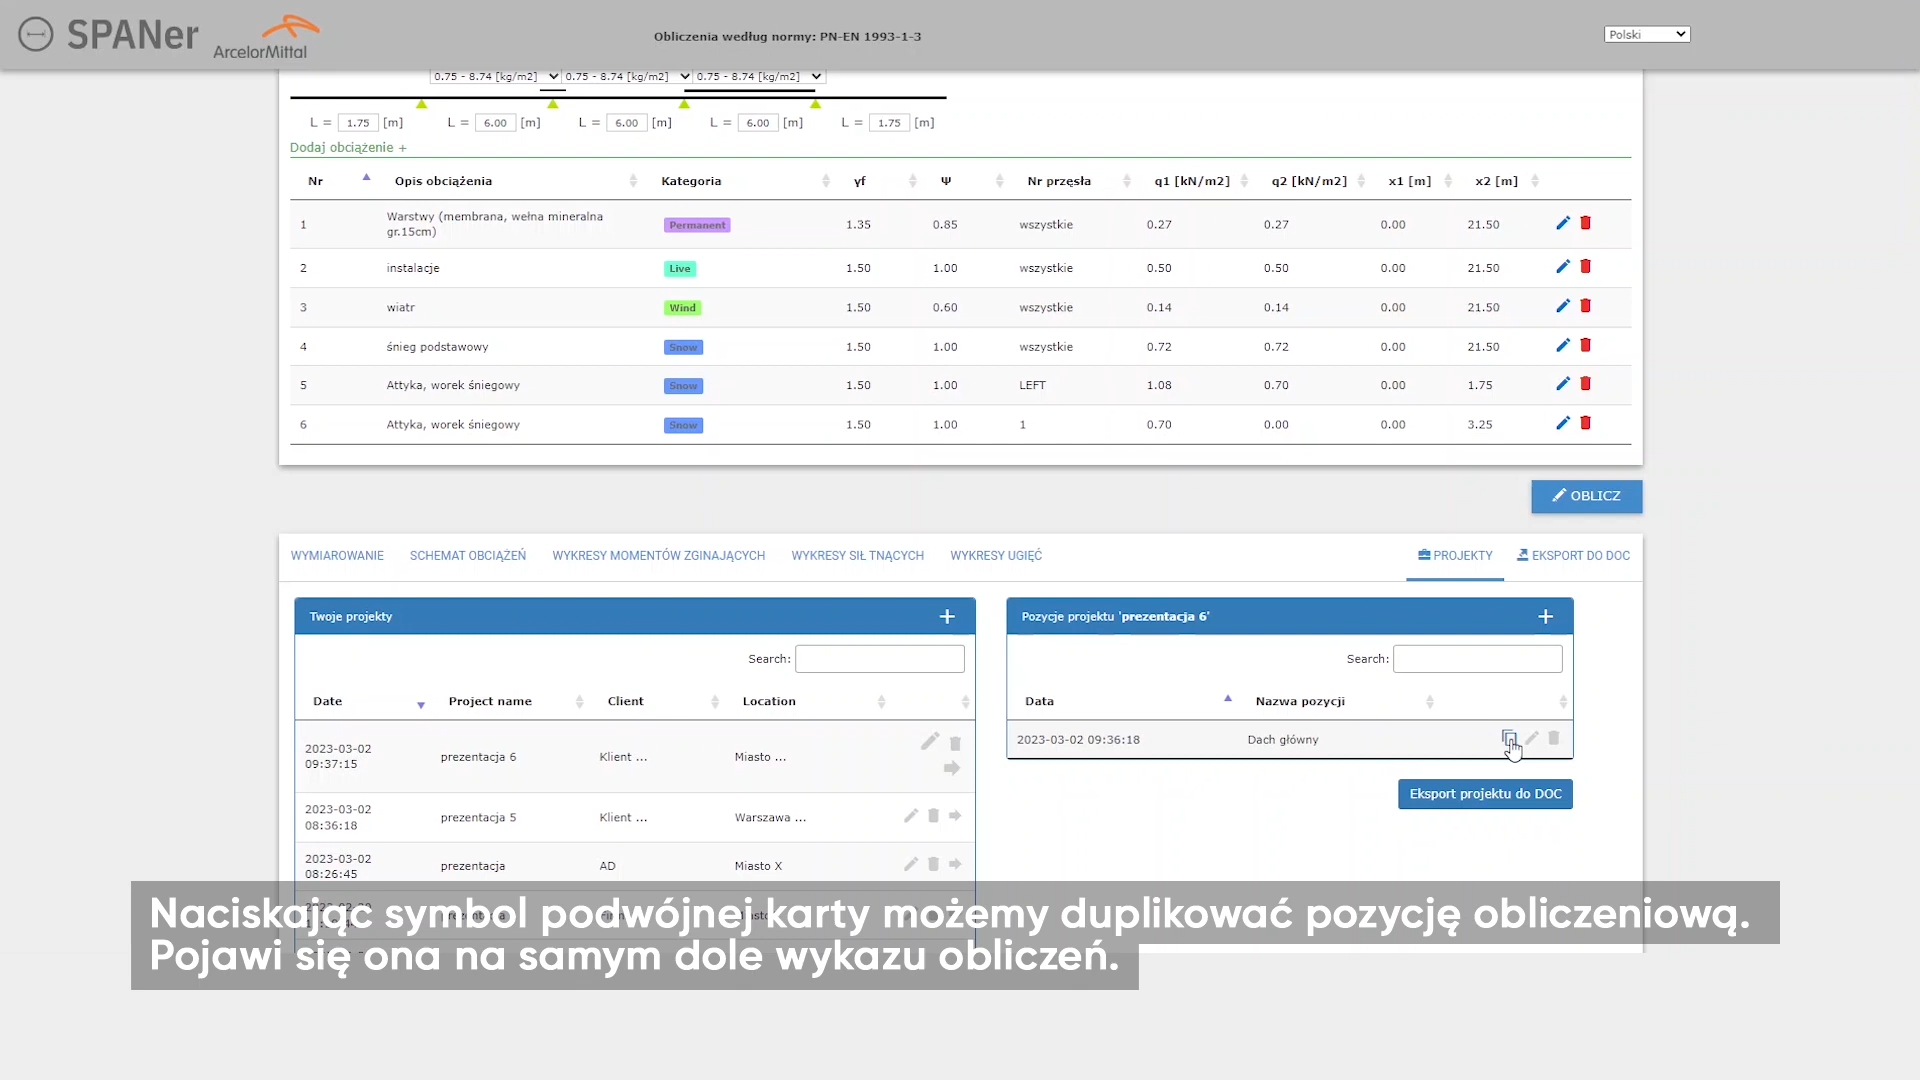 SPANer ArcelorMittal Obliczenia według normy: PN-EN 1993-1-3 Polski
0.75 - 8.74 [kg/m2] 0.75 - 8.74 [kg/m2] 0.75 - 8.74 [kg/m2]
L = 1.75 [m] L = 6.00 [m] L = 6.00 [m] L = 6.00 [m] L = 1.75 [m]
Dodaj obciążenie +
Nr Opis obciążenia Kategoria γf Ψ Nr przęsła q1 [kN/m2] q2 [kN/m2] x1 [m] x2 [m]
1 Warstwy (membrana, wełna mineralna gr.15cm) Permanent 1.35 0.85 wszystkie 0.27 0.27 0.00 21.50
2 instalacje Live 1.50 1.00 wszystkie 0.50 0.50 0.00 21.50
3 wiatr Wind 1.50 0.60 wszystkie 0.14 0.14 0.00 21.50
4 śnieg podstawowy Snow 1.50 1.00 wszystkie 0.72 0.72 0.00 21.50
5 Attyka, worek śniegowy Snow 1.50 1.00 LEFT 1.08 0.70 0.00 1.75
6 Attyka, worek śniegowy Snow 1.50 1.00 1 0.70 0.00 0.00 3.25
OBLICZ
WYMIAROWANIE SCHEMAT OBCIĄŻEŃ WYKRESY MOMENTÓW ZGINAJĄCYCH WYKRESY SIŁ TNĄCYCH WYKRESY UGIĘĆ PROJEKTY EKSPORT DO DOC
Twoje projekty +
Search:
Date Project name Client Location
2023-03-02 09:37:15 prezentacja 6 Klient ... Miasto ...
2023-03-02 08:36:18 prezentacja 5 Klient ... Warszawa ...
2023-03-02 08:26:45 prezentacja AD Miasto X
Pozycje projektu 'prezentacja 6' +
Search:
Data Nazwa pozycji
2023-03-02 09:36:18 Dach główny
Eksport projektu do DOC
Naciskając symbol podwójnej karty możemy duplikować pozycję obliczeniową.
Pojawi się ona na samym dole wykazu obliczeń.